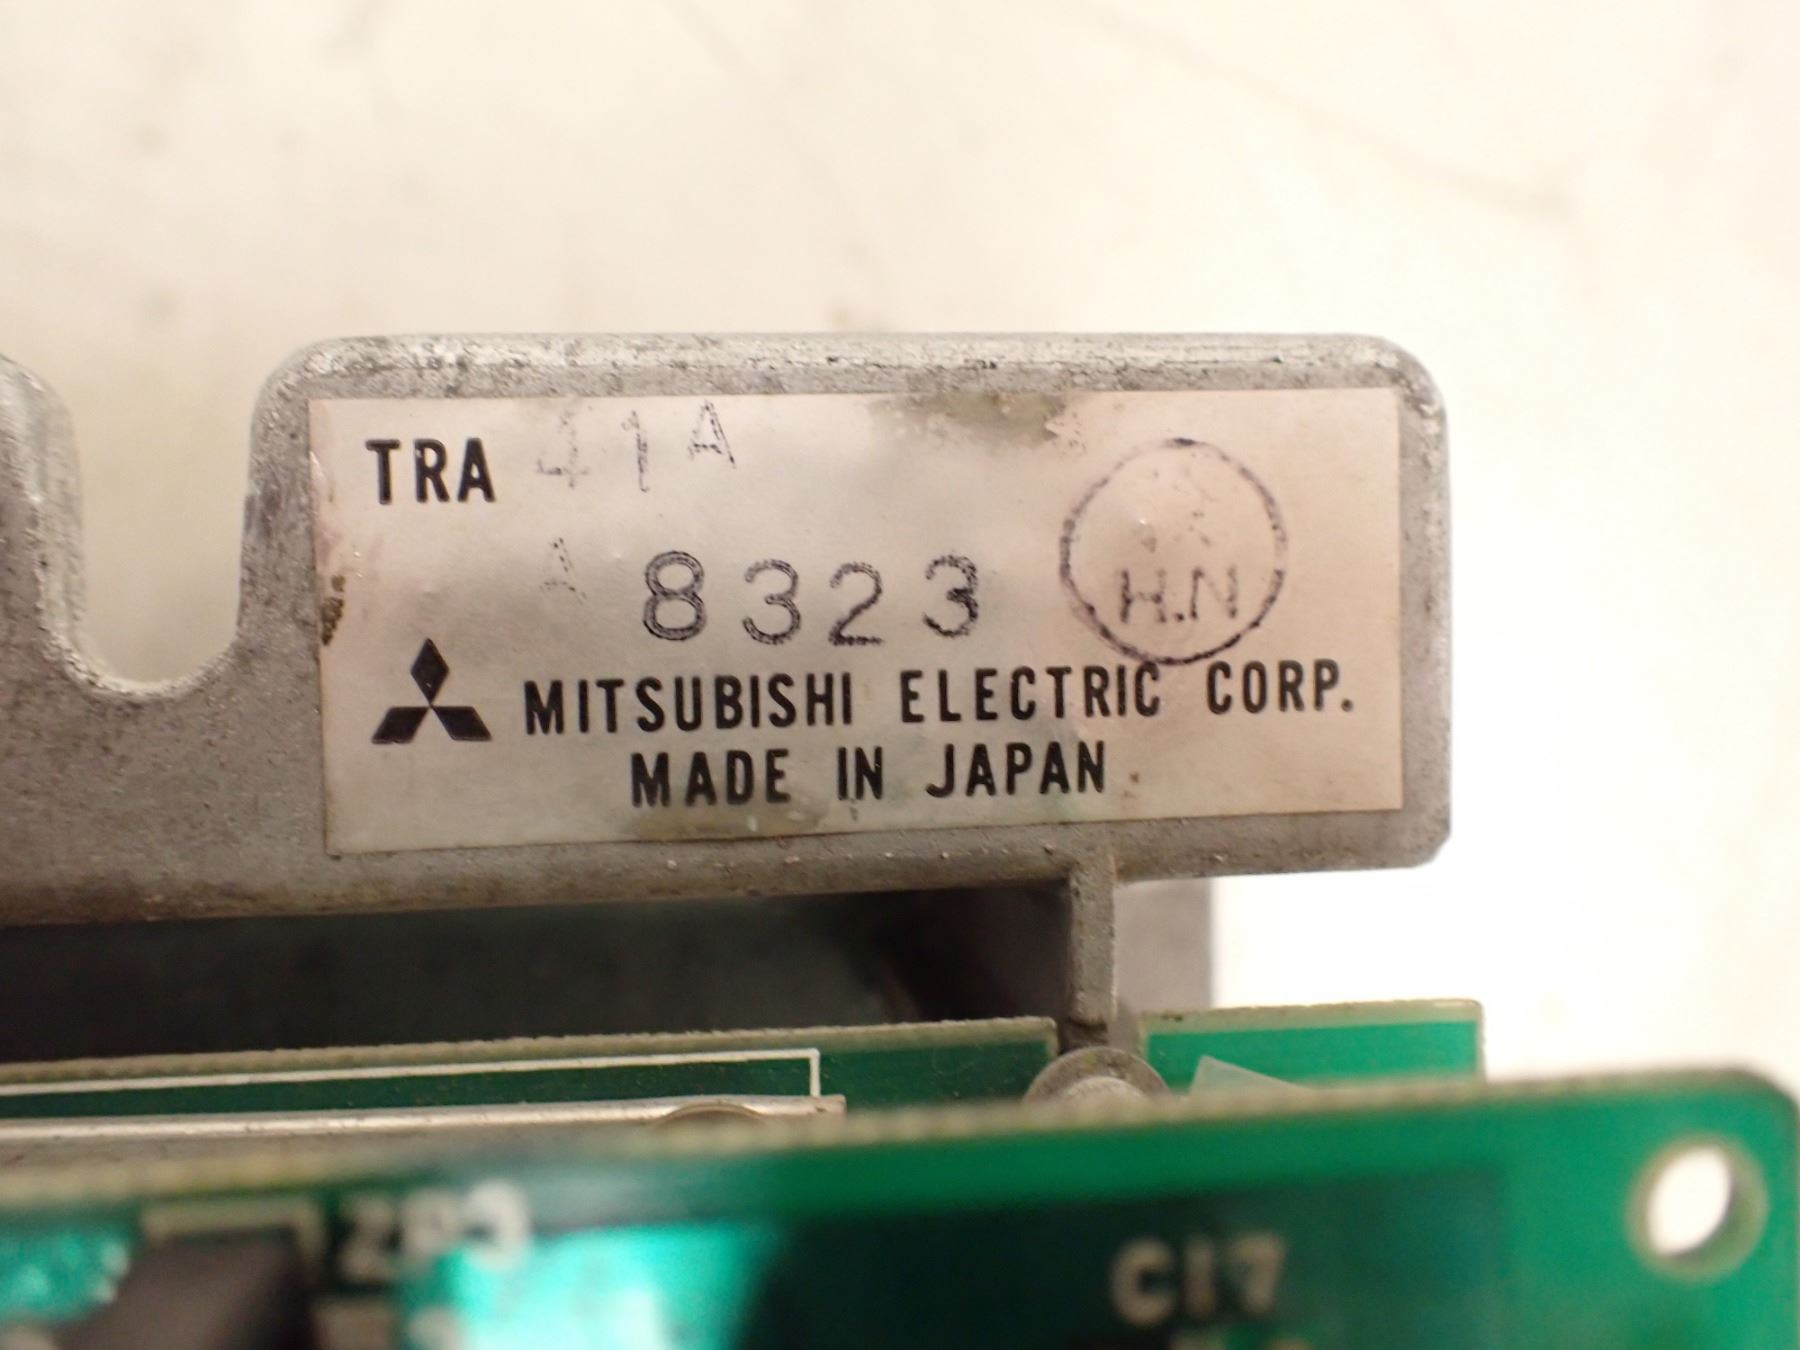 TRA 41A
A 8323
H.N
MITSUBISHI ELECTRIC CORP.
MADE IN JAPAN
C17